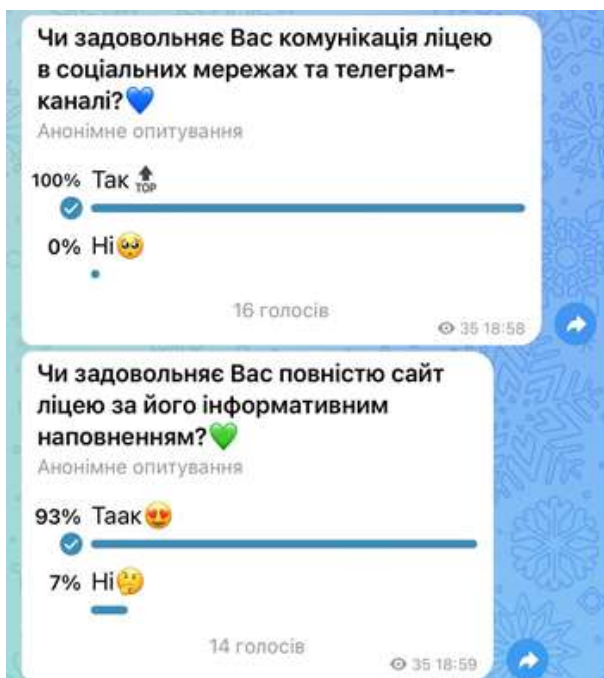 Чи задовольняє Вас комунікація ліцею
в соціальних мережах та телеграм-
каналі?💙
Анонімне опитування
100% Так🔝
0% Ні🥺
16 голосів
35 18:58
Чи задовольняє Вас повністю сайт
ліцею за його інформативним
наповненням?💚
Анонімне опитування
93% Таак😍
7% Ні🤔
14 голосів
35 18:59